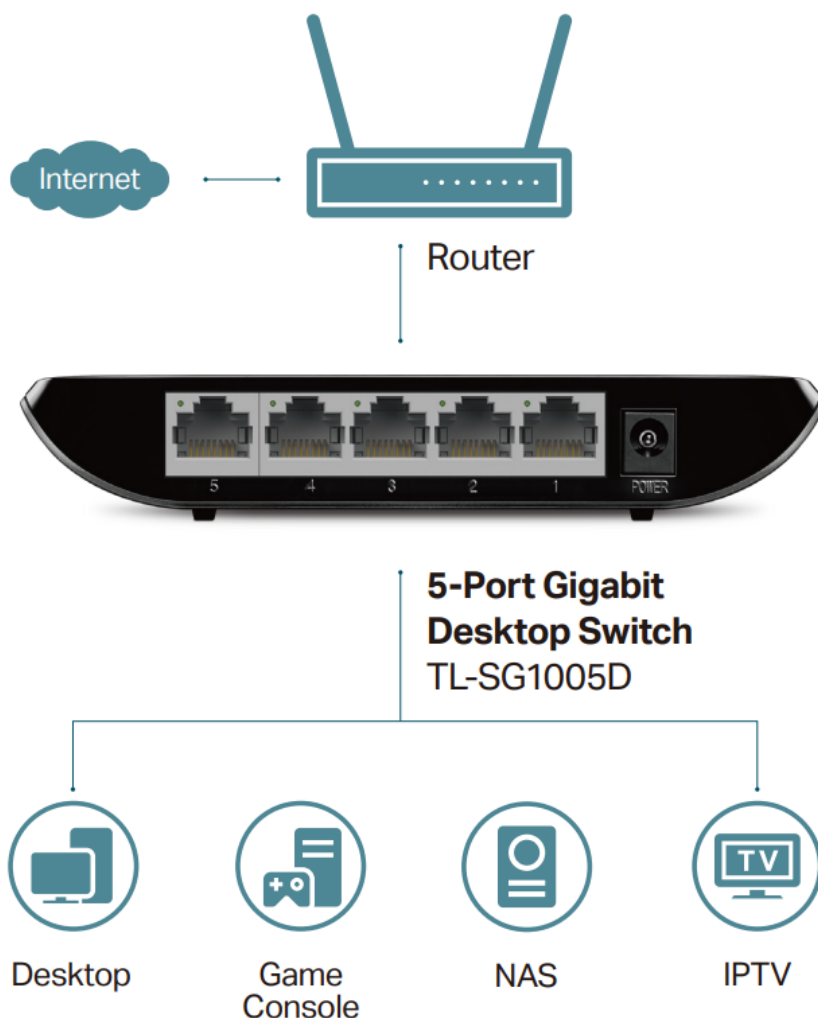 Internet
Router
5 4 3 2 1 POWER
5-Port Gigabit
Desktop Switch
TL-SG1005D
TV
Desktop
Game
Console
NAS
IPTV